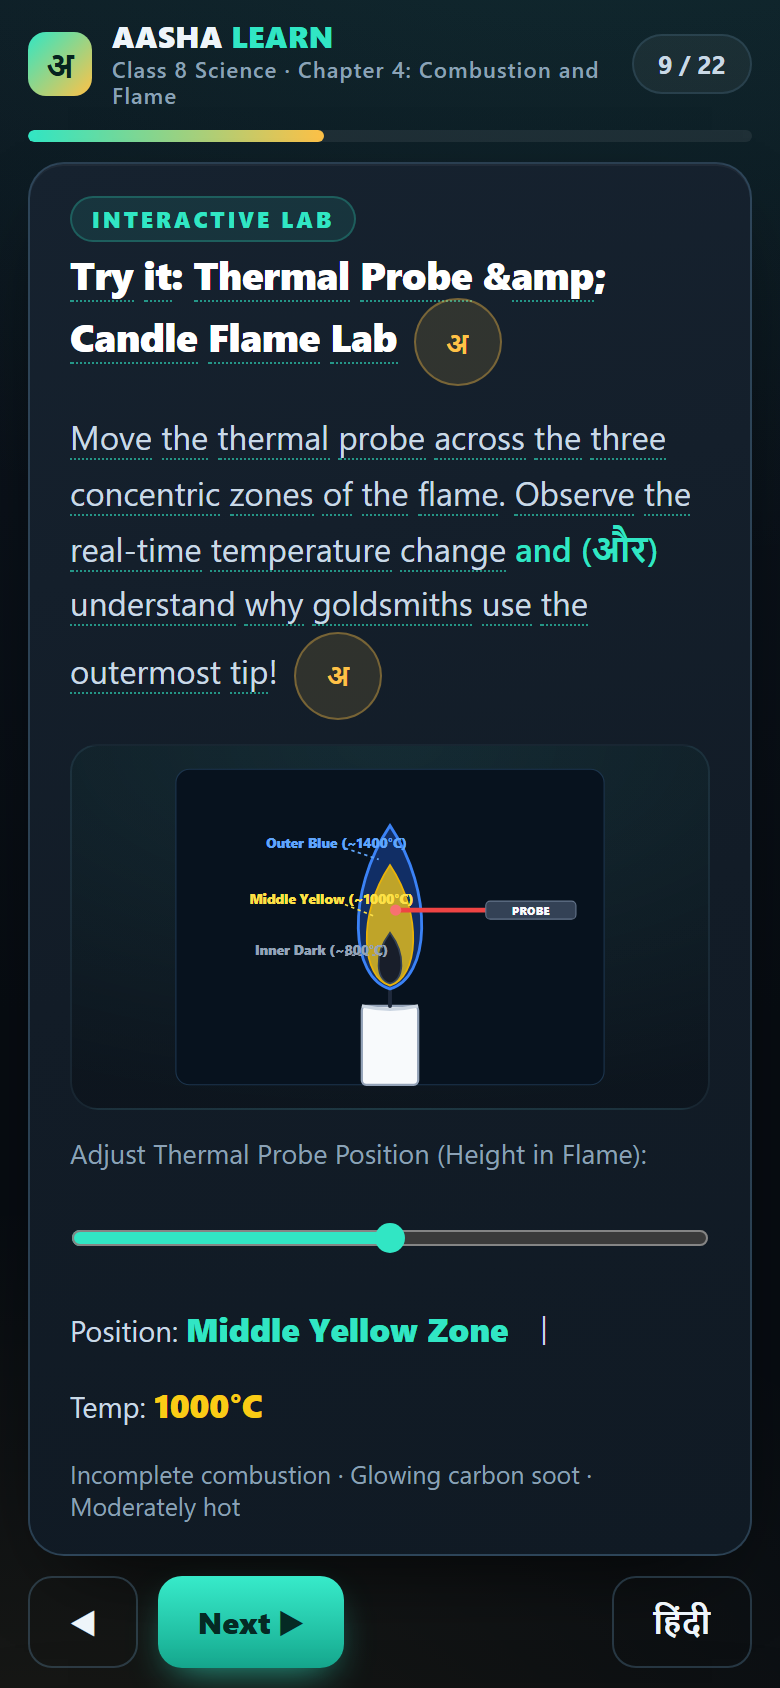 अ
AASHA LEARN
Class 8 Science · Chapter 4: Combustion and
Flame
9 / 22
INTERACTIVE LAB
Try it: Thermal Probe &amp;amp;
Candle Flame Lab अ
Move the thermal probe across the three
concentric zones of the flame. Observe the
real-time temperature change and (और)
understand why goldsmiths use the
outermost tip! अ
Outer Blue (~1400°C)
Middle Yellow (~1000°C)
PROBE
Inner Dark (~800°C)
Adjust Thermal Probe Position (Height in Flame):
Position: Middle Yellow Zone |
Temp: 1000°C
Incomplete combustion · Glowing carbon soot ·
Moderately hot
◀
Next ▶
हिंदी